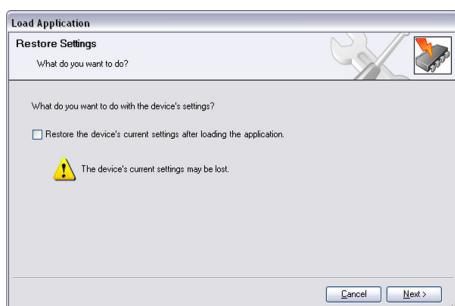 Load Application
Restore Settings
What do you want to do?
What do you want to do with the device's settings?
Restore the device's current settings after loading the application.
The device's current settings may be lost.
Cancel Next >